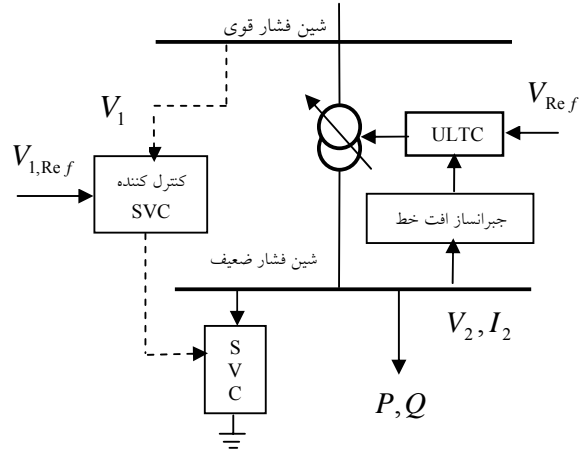 شین فشار قوی
V1
VRef
ULTC
V1,Ref
کنترل کننده
SVC
جبرانساز افت خط
شین فشار ضعیف
V2, I2
S
V
C
P, Q